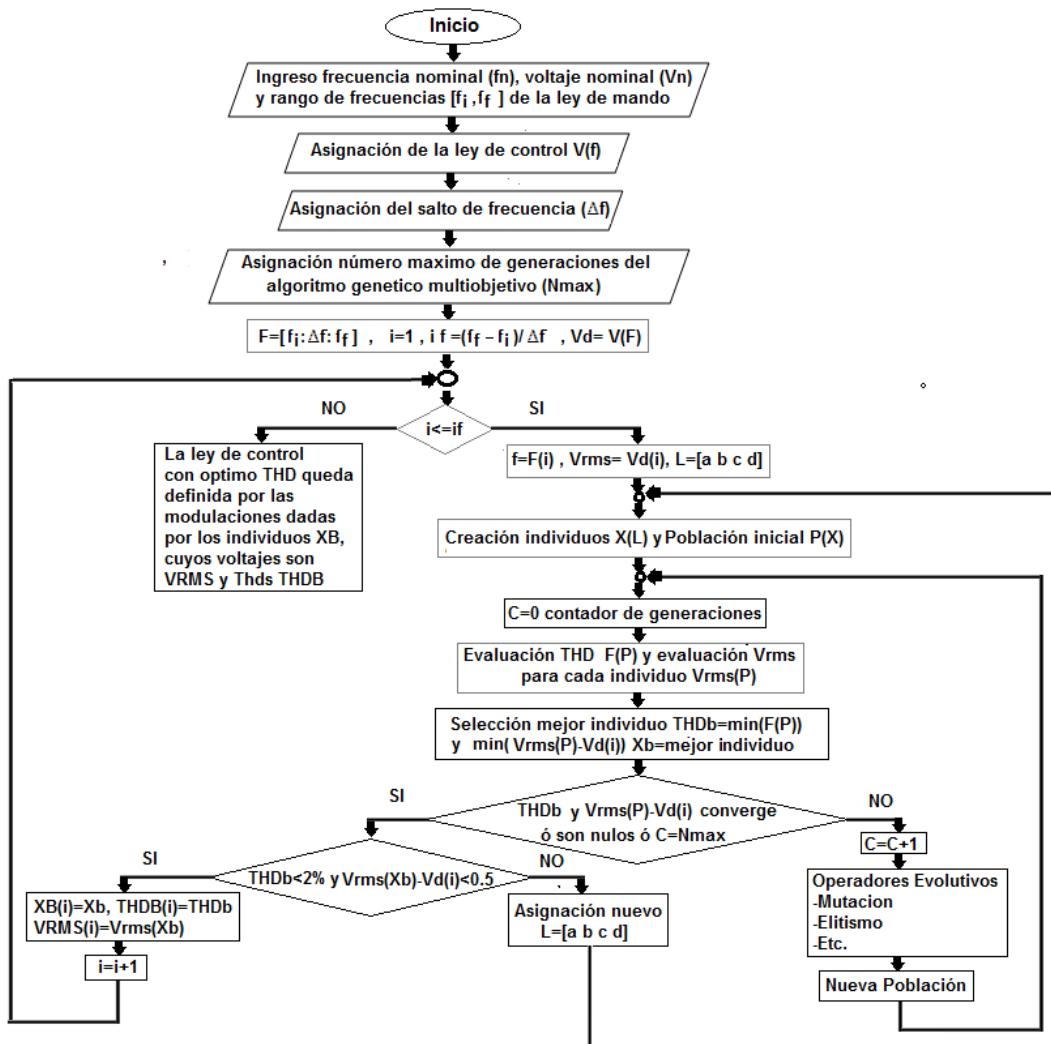 Inicio
Ingreso frecuencia nominal (fn), voltaje nominal (Vn)
y rango de frecuencias [fi ,ff ] de la ley de mando
Asignación de la ley de control V(f)
Asignación del salto de frecuencia (Δf)
Asignación número maximo de generaciones del
algoritmo genetico multiobjetivo (Nmax)
F=[fi:Δf:ff] , i=1 , i f =(ff – fi)/ Δf , Vd= V(F)
i<=if
NO
SI
La ley de control
con optimo THD queda
definida por las
modulaciones dadas
por los individuos XB,
cuyos voltajes son
VRMS y Thds THDB
f=F(i) , Vrms= Vd(i), L=[a b c d]
Creación individuos X(L) y Población inicial P(X)
C=0 contador de generaciones
Evaluación THD F(P) y evaluación Vrms
para cada individuo Vrms(P)
Selección mejor individuo THDb=min(F(P))
y min( Vrms(P)-Vd(i)) Xb=mejor individuo
THDb y Vrms(P)-Vd(i) converge
ó son nulos ó C=Nmax
SI
NO
THDb<2% y Vrms(Xb)-Vd(i)<0.5
SI
NO
XB(i)=Xb, THDB(i)=THDb
VRMS(i)=Vrms(Xb)
i=i+1
Asignación nuevo
L=[a b c d]
C=C+1
Operadores Evolutivos
-Mutacion
-Elitismo
-Etc.
Nueva Población